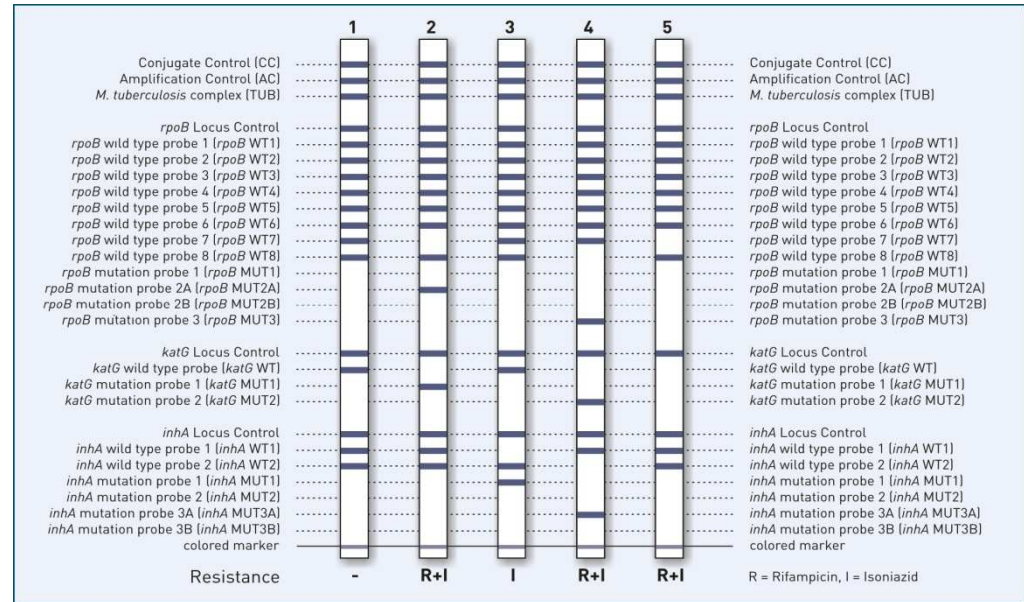 1 2 3 4 5
Conjugate Control (CC) Conjugate Control (CC)
Amplification Control (AC) Amplification Control (AC)
M. tuberculosis complex (TUB) M. tuberculosis complex (TUB)
rpoB Locus Control rpoB Locus Control
rpoB wild type probe 1 (rpoB WT1) rpoB wild type probe 1 (rpoB WT1)
rpoB wild type probe 2 (rpoB WT2) rpoB wild type probe 2 (rpoB WT2)
rpoB wild type probe 3 (rpoB WT3) rpoB wild type probe 3 (rpoB WT3)
rpoB wild type probe 4 (rpoB WT4) rpoB wild type probe 4 (rpoB WT4)
rpoB wild type probe 5 (rpoB WT5) rpoB wild type probe 5 (rpoB WT5)
rpoB wild type probe 6 (rpoB WT6) rpoB wild type probe 6 (rpoB WT6)
rpoB wild type probe 7 (rpoB WT7) rpoB wild type probe 7 (rpoB WT7)
rpoB wild type probe 8 (rpoB WT8) rpoB wild type probe 8 (rpoB WT8)
rpoB mutation probe 1 (rpoB MUT1) rpoB mutation probe 1 (rpoB MUT1)
rpoB mutation probe 2A (rpoB MUT2A) rpoB mutation probe 2A (rpoB MUT2A)
rpoB mutation probe 2B (rpoB MUT2B) rpoB mutation probe 2B (rpoB MUT2B)
rpoB mutation probe 3 (rpoB MUT3) rpoB mutation probe 3 (rpoB MUT3)
katG Locus Control katG Locus Control
katG wild type probe (katG WT) katG wild type probe (katG WT)
katG mutation probe 1 (katG MUT1) katG mutation probe 1 (katG MUT1)
katG mutation probe 2 (katG MUT2) katG mutation probe 2 (katG MUT2)
inhA Locus Control inhA Locus Control
inhA wild type probe 1 (inhA WT1) inhA wild type probe 1 (inhA WT1)
inhA wild type probe 2 (inhA WT2) inhA wild type probe 2 (inhA WT2)
inhA mutation probe 1 (inhA MUT1) inhA mutation probe 1 (inhA MUT1)
inhA mutation probe 2 (inhA MUT2) inhA mutation probe 2 (inhA MUT2)
inhA mutation probe 3A (inhA MUT3A) inhA mutation probe 3A (inhA MUT3A)
inhA mutation probe 3B (inhA MUT3B) inhA mutation probe 3B (inhA MUT3B)
colored marker colored marker
Resistance - R+I I R+I R+I R = Rifampicin, I = Isoniazid